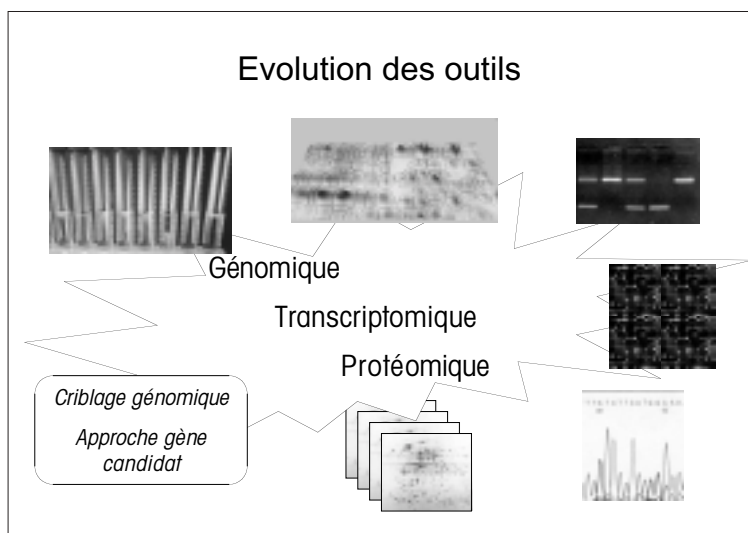 Evolution des outils
Génomique
Transcriptomique
Protéomique
Criblage génomique
Approche gène
candidat